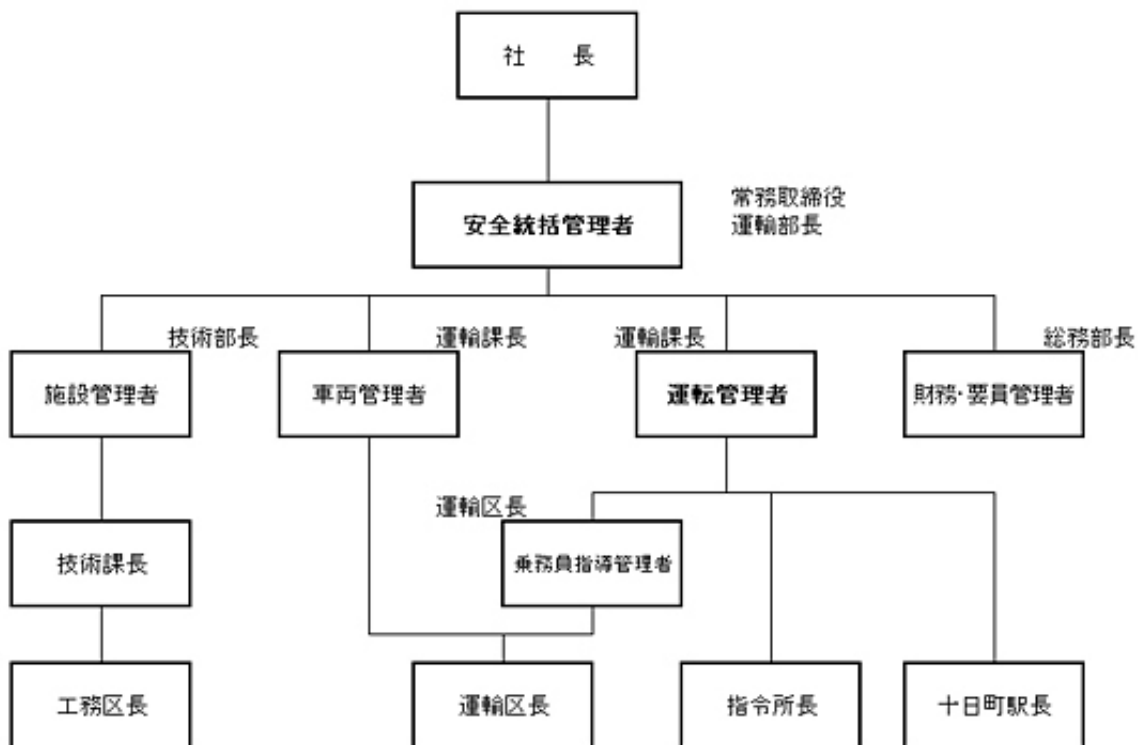 社　長
安全統括管理者
常務取締役
運輸部長
技術部長
運輸課長
運輸課長
総務部長
施設管理者
車両管理者
運転管理者
財務・要員管理者
運輸区長
技術課長
乗務員指導管理者
工務区長
運輸区長
指令所長
十日町駅長